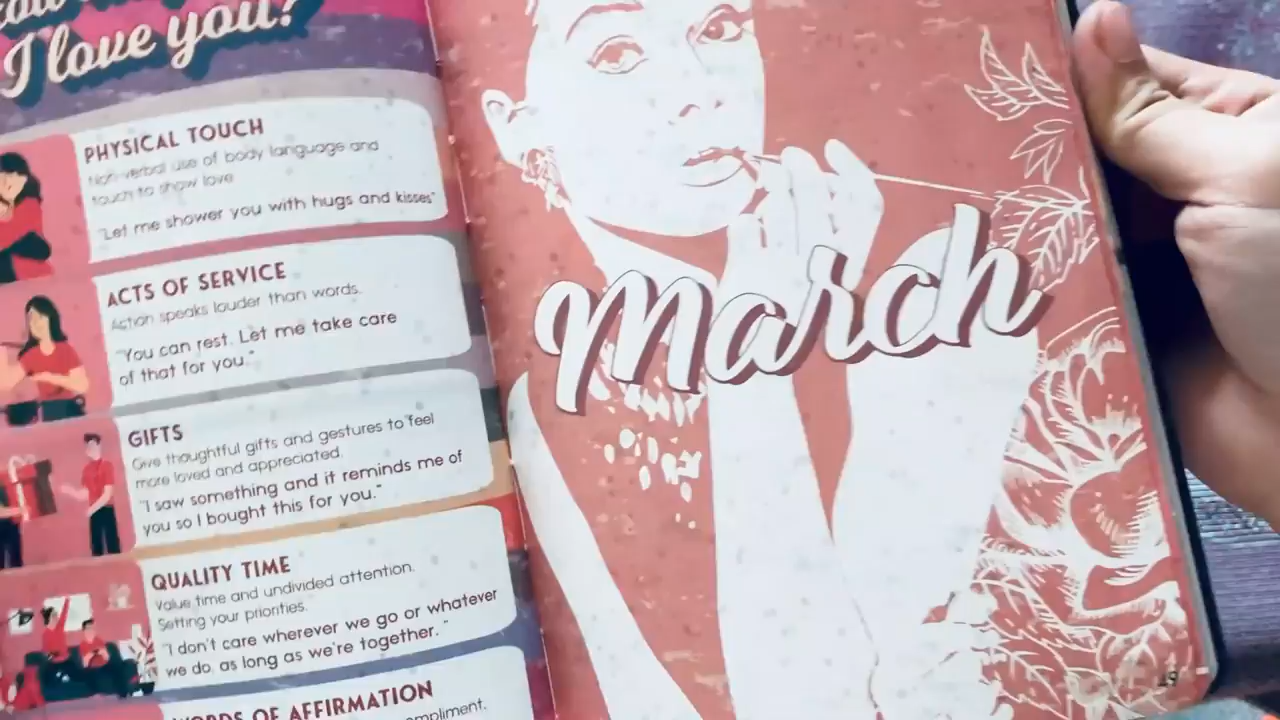 I love you?
PHYSICAL TOUCH
Non-verbal use of body language and
touch to show love
"Let me shower you with hugs and kisses"
ACTS OF SERVICE
Action speaks louder than words.
"You can rest. Let me take care
of that for you."
GIFTS
Give thoughtful gifts and gestures to feel
more loved and appreciated.
"I saw something and it reminds me of
you so I bought this for you."
QUALITY TIME
Value time and undivided attention.
Setting your priorities.
"I don't care wherever we go or whatever
we do, as long as we're together. "
WORDS OF AFFIRMATION
March
19